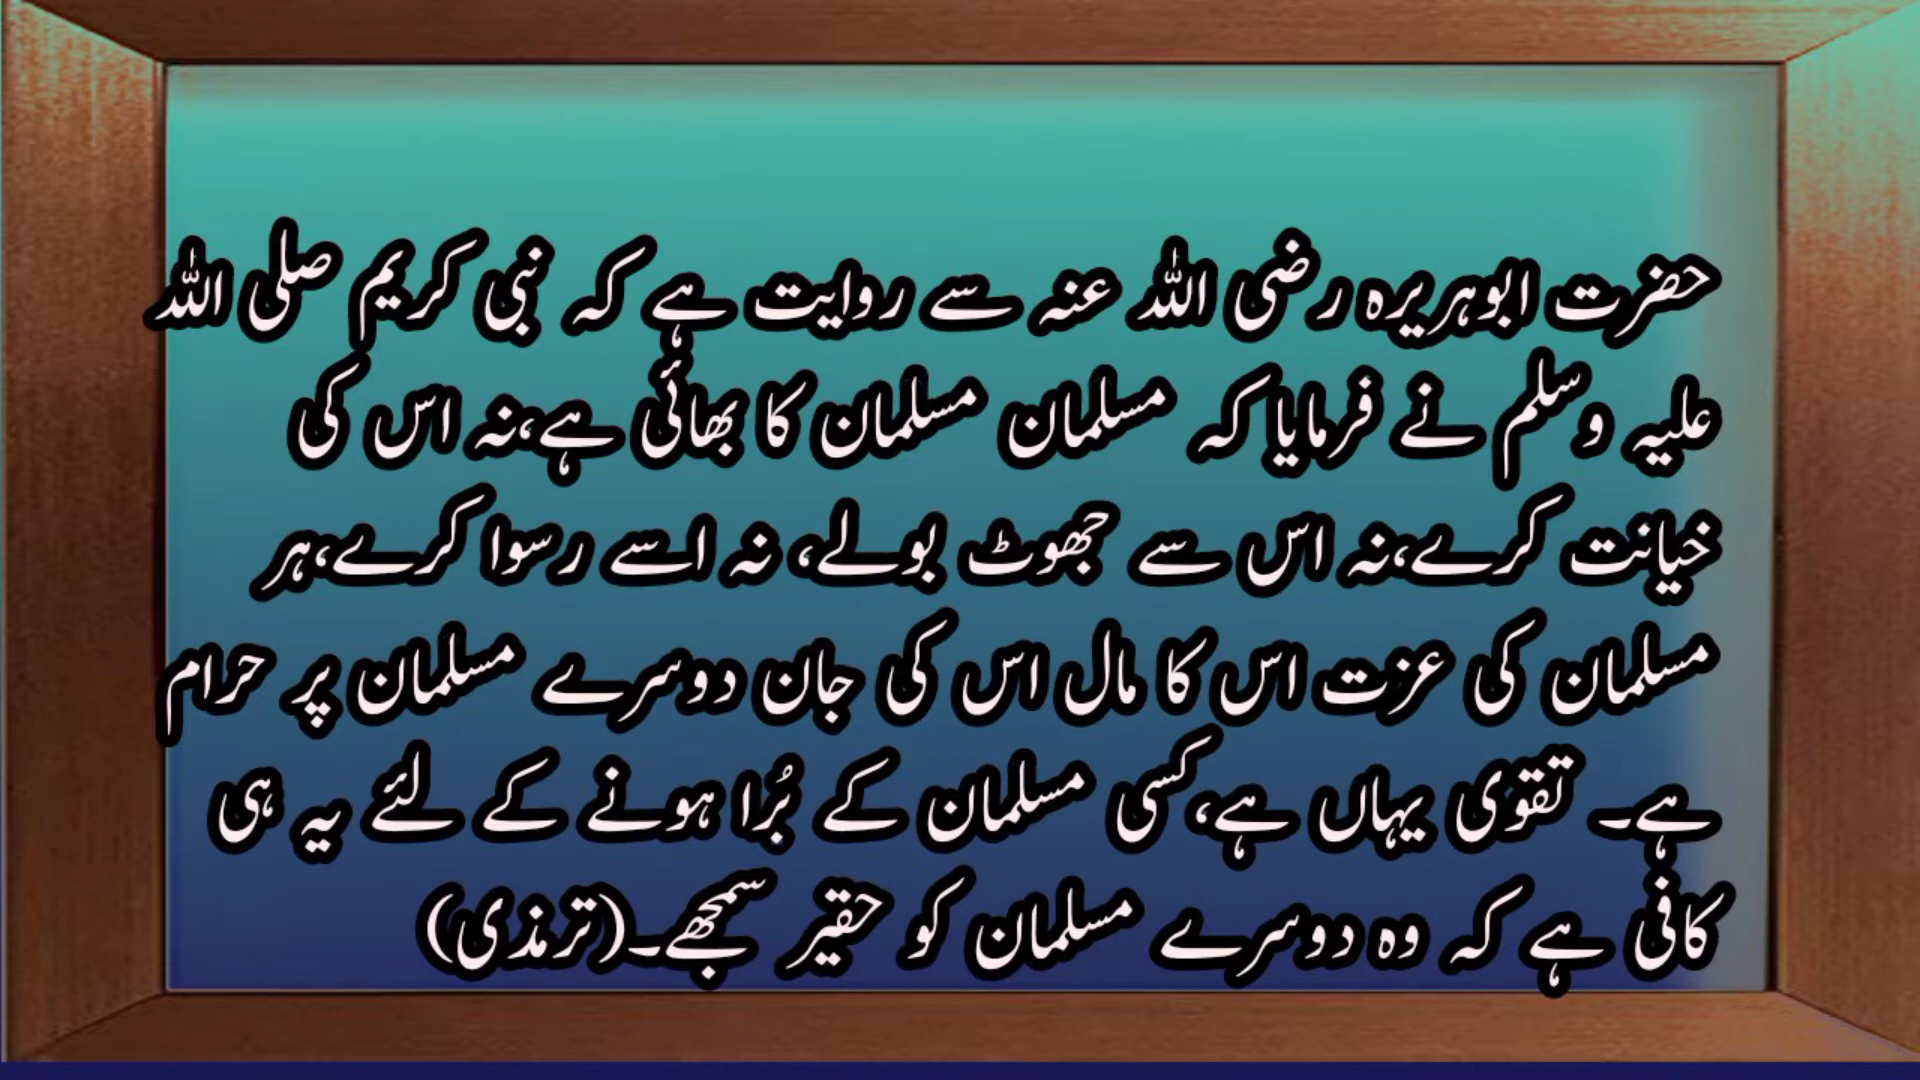 حضرت ابوہریرہ رضی اللہ عنہ سے روایت ہے کہ نبی کریم صلی اللہ
علیہ وسلم نے فرمایا کہ مسلمان مسلمان کا بھائی ہے،نہ اس کی
خیانت کرے،نہ اس سے جھوٹ بولے، نہ اسے رسوا کرے،ہر
مسلمان کی عزت اس کا مال اس کی جان دوسرے مسلمان پر حرام
ہے۔ تقوی یہاں ہے،کسی مسلمان کے بُرا ہونے کے لئے یہ ہی
کافی ہے کہ وہ دوسرے مسلمان کو حقیر سمجھے۔(ترمذی)